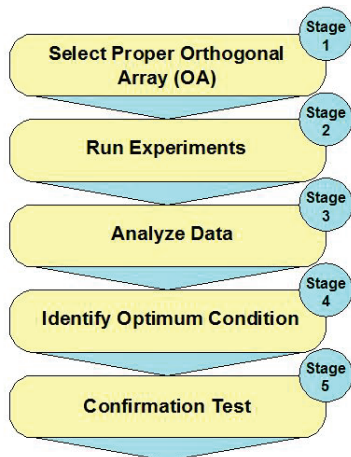 Stage
1
Select Proper Orthogonal
Array (OA)
Stage
2
Run Experiments
Stage
3
Analyze Data
Stage
4
Identify Optimum Condition
Stage
5
Confirmation Test